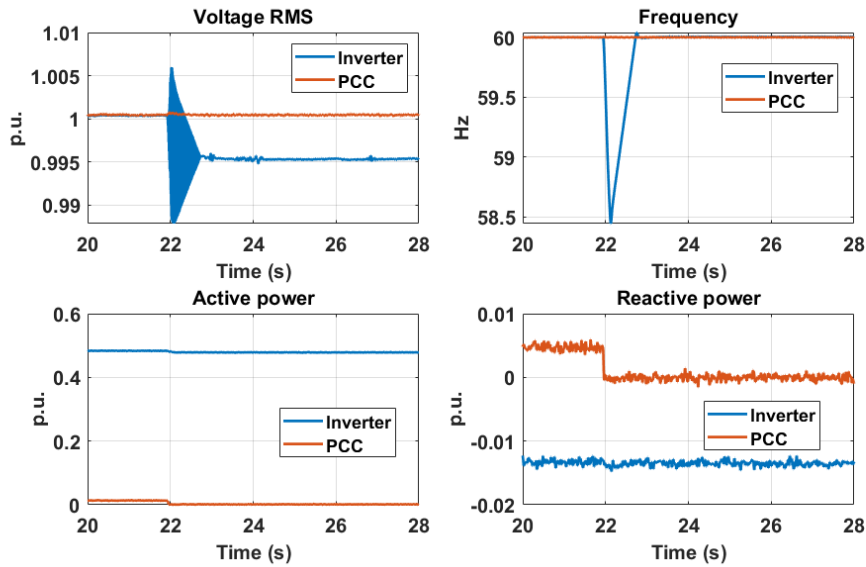 Voltage RMS
1.01
1.005
1
0.995
0.99
p.u.
Inverter
PCC
20 22 24 26 28
Time (s)
Frequency
60
59.5
59
58.5
Hz
Inverter
PCC
20 22 24 26 28
Time (s)
Active power
0.6
0.4
0.2
0
p.u.
Inverter
PCC
20 22 24 26 28
Time (s)
Reactive power
0.01
0
-0.01
-0.02
p.u.
Inverter
PCC
20 22 24 26 28
Time (s)